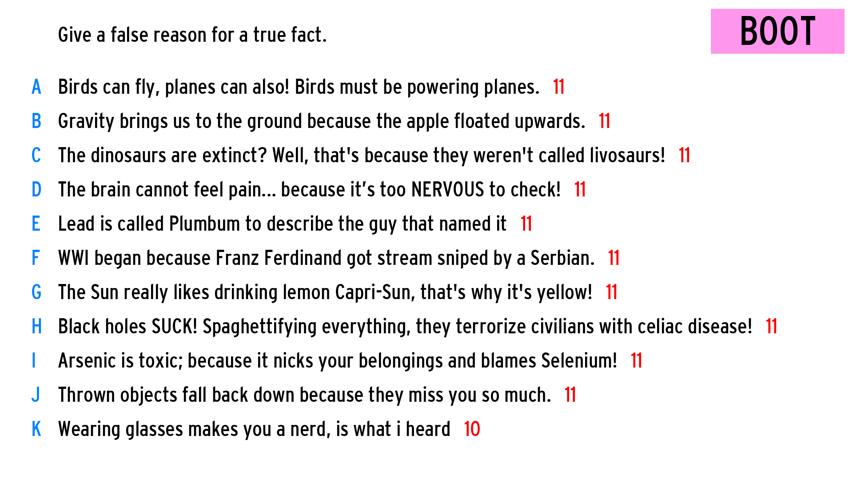 Give a false reason for a true fact.
BOOT
A Birds can fly, planes can also! Birds must be powering planes. 11
B Gravity brings us to the ground because the apple floated upwards. 11
C The dinosaurs are extinct? Well, that's because they weren't called livosaurs! 11
D The brain cannot feel pain... because it’s too NERVOUS to check! 11
E Lead is called Plumbum to describe the guy that named it 11
F WWI began because Franz Ferdinand got stream sniped by a Serbian. 11
G The Sun really likes drinking lemon Capri-Sun, that's why it's yellow! 11
H Black holes SUCK! Spaghettifying everything, they terrorize civilians with celiac disease! 11
I Arsenic is toxic; because it nicks your belongings and blames Selenium! 11
J Thrown objects fall back down because they miss you so much. 11
K Wearing glasses makes you a nerd, is what i heard 10